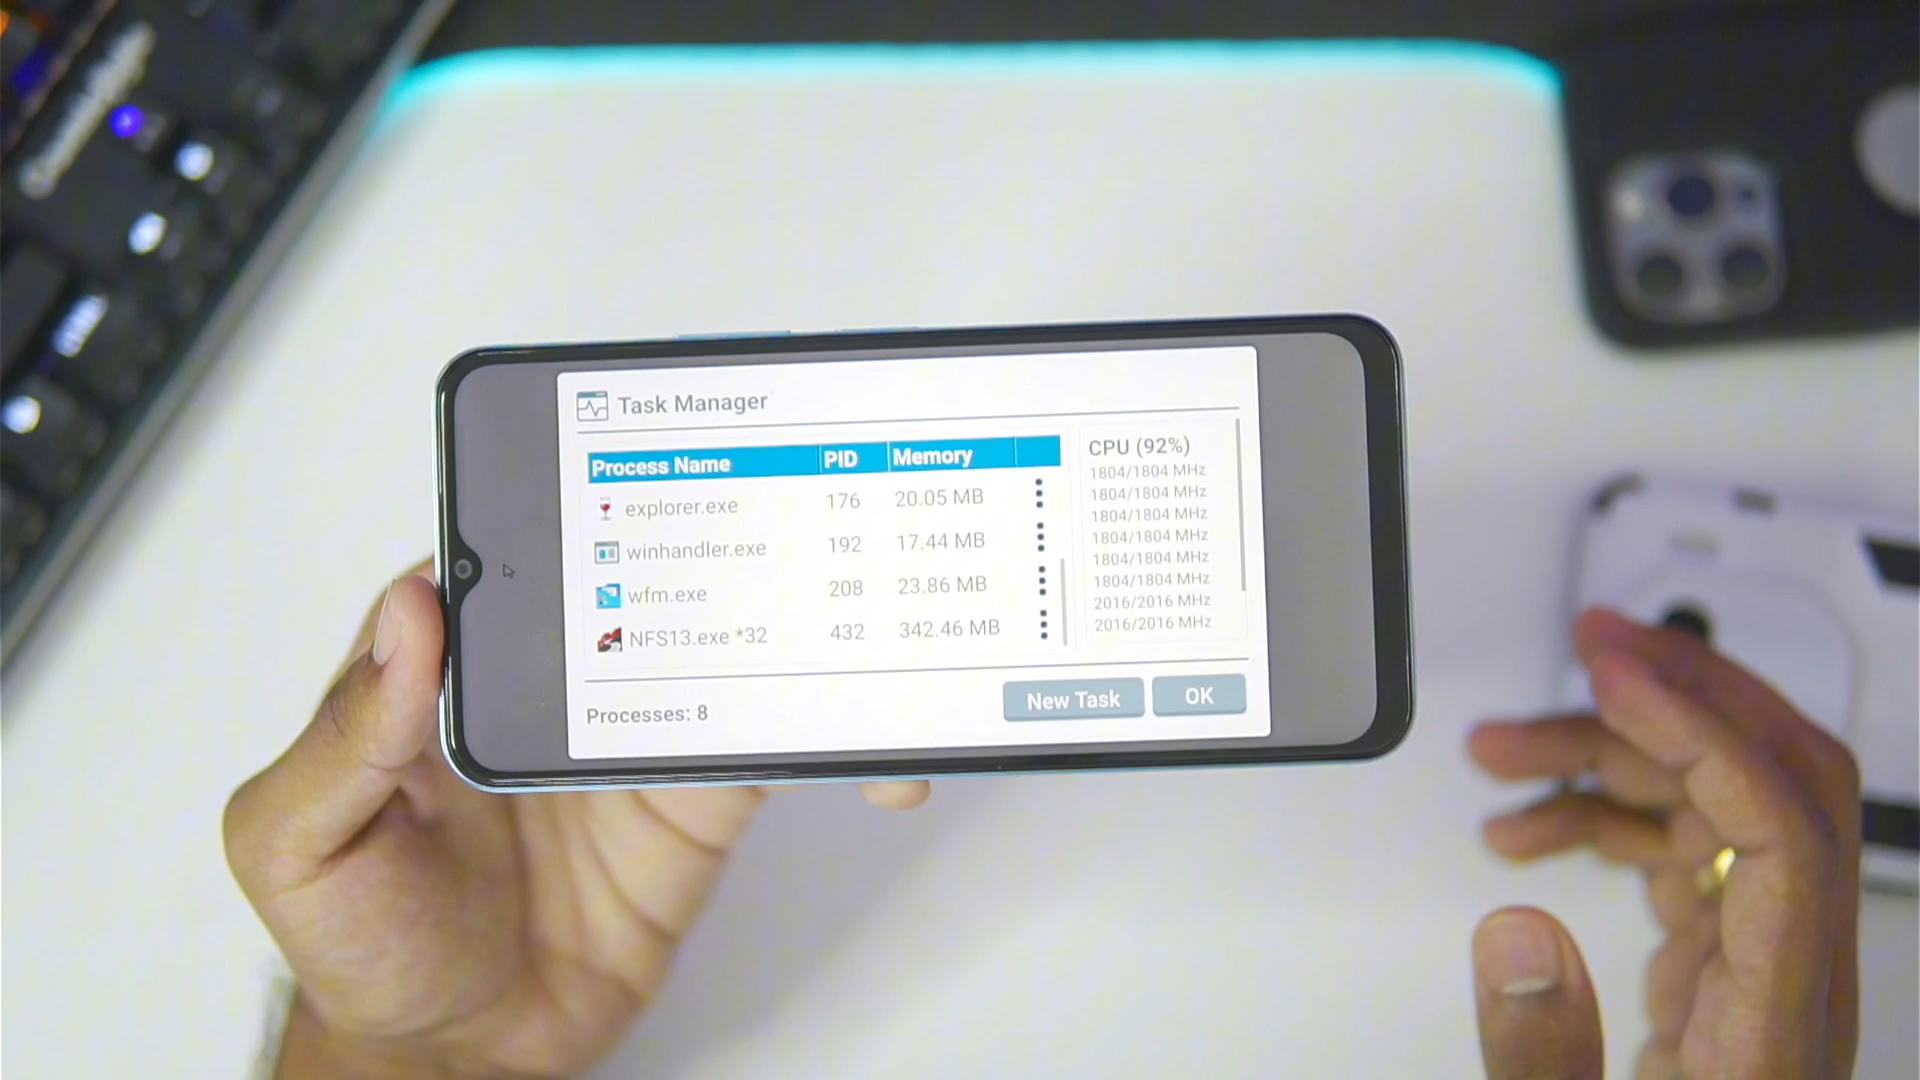 Task Manager
Process Name PID Memory
explorer.exe 176 20.05 MB
winhandler.exe 192 17.44 MB
wfm.exe 208 23.86 MB
NFS13.exe *32 432 342.46 MB
CPU (92%)
1804/1804 MHz
1804/1804 MHz
1804/1804 MHz
1804/1804 MHz
1804/1804 MHz
1804/1804 MHz
2016/2016 MHz
2016/2016 MHz
Processes: 8
New Task
OK